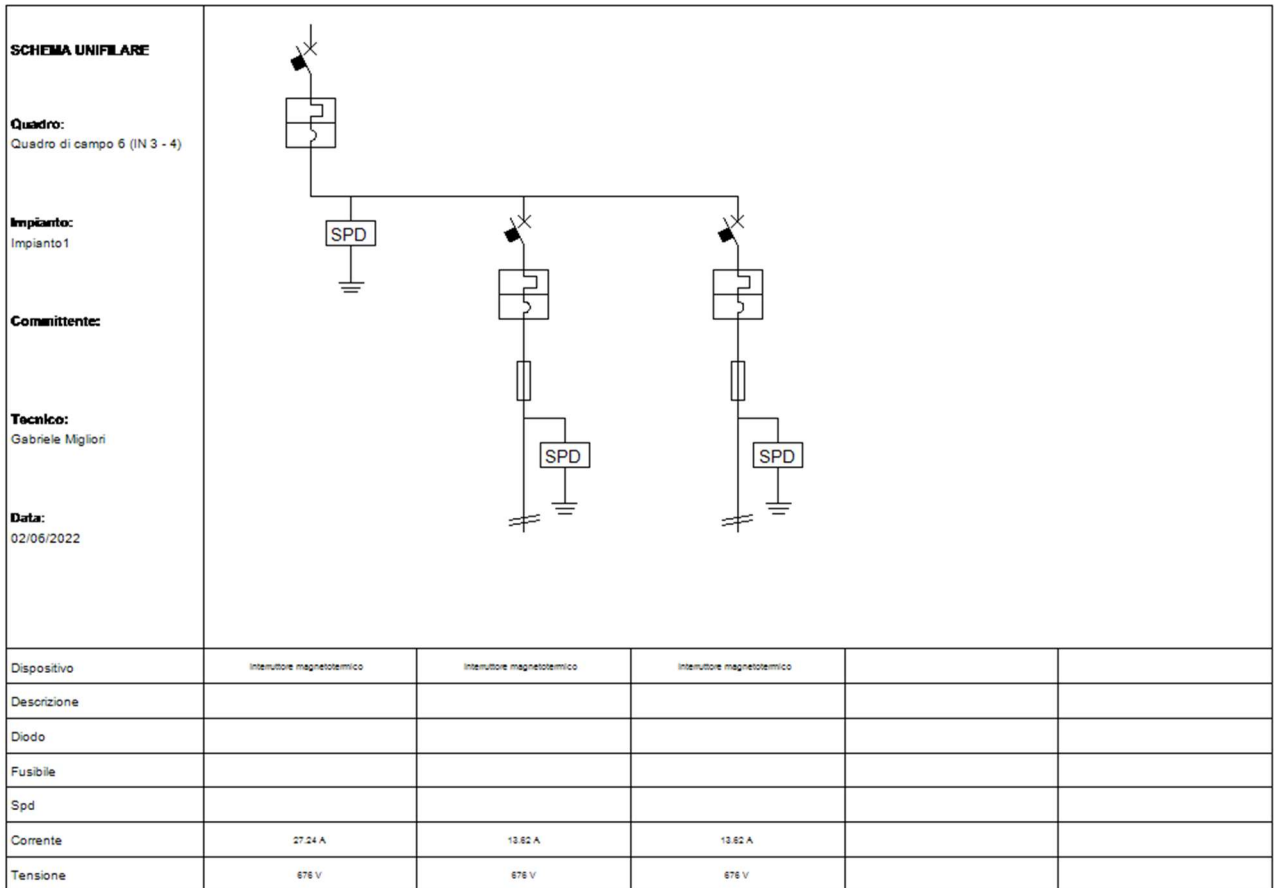 SCHEMA UNIFILARE
Quadro:
Quadro di campo 6 (IN 3 - 4)
Impianto:
Impianto1
Committente:
Tecnico:
Gabriele Migliori
Data:
02/06/2022
SPD
SPD
SPD
Dispositivo Interruttore magnetotermico Interruttore magnetotermico Interruttore magnetotermico
Descrizione
Diodo
Fusibile
Spd
Corrente 27.24 A 13.62 A 13.62 A
Tensione 676 V 676 V 676 V